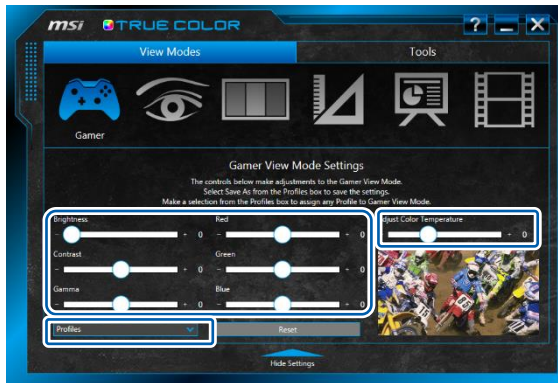 msi TRUE COLOR
? _ X
View Modes Tools
Gamer
Gamer View Mode Settings
The controls below make adjustments to the Gamer View Mode.
Select Save As from the Profiles box to save the settings.
Make a selection from the Profiles box to assign any Profile to Gamer View Mode.
Brightness
- + 0
Contrast
- + 0
Gamma
- + 0
Red
- + 0
Green
- + 0
Blue
- + 0
djust Color Temperature
- + 0
15
Profiles
Reset
Hide Settings